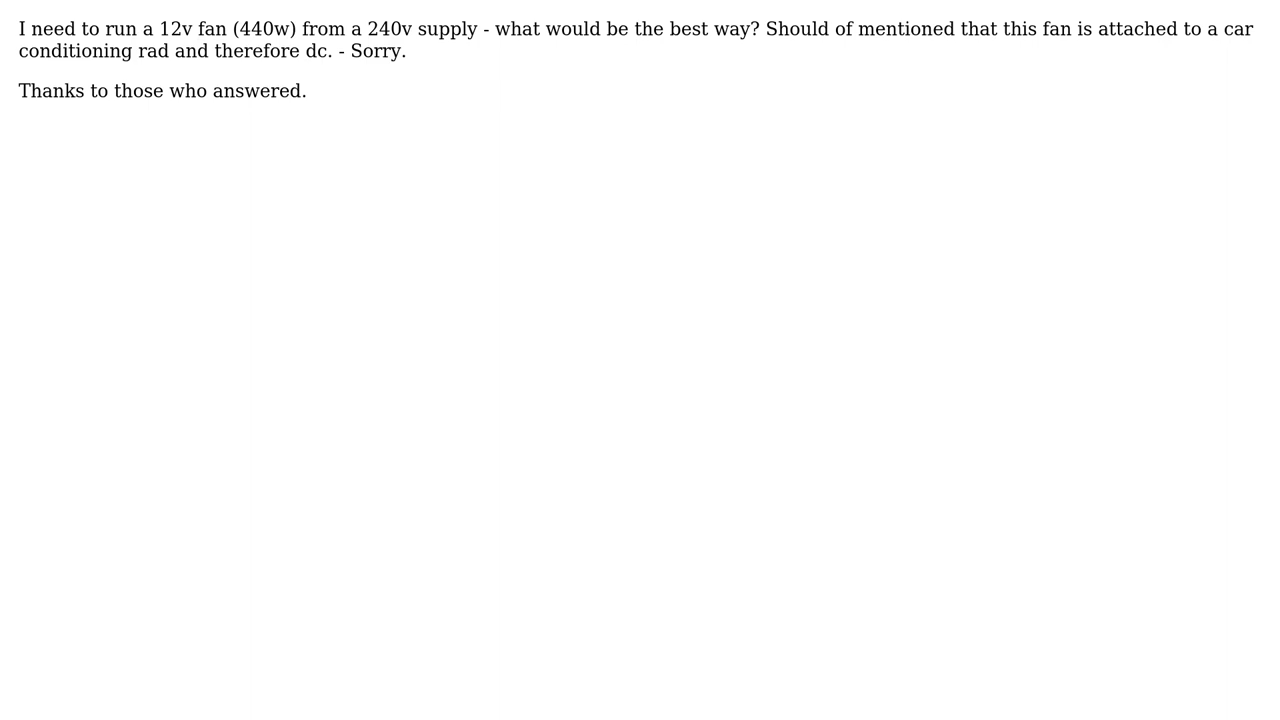 I need to run a 12v fan (440w) from a 240v supply - what would be the best way? Should of mentioned that this fan is attached to a car
conditioning rad and therefore dc. - Sorry.
Thanks to those who answered.